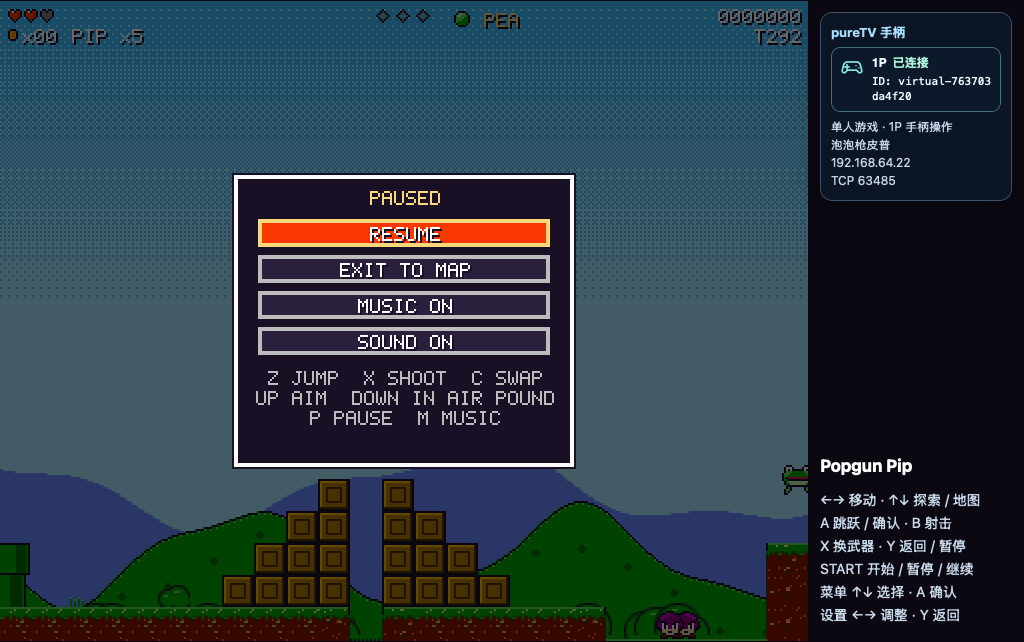 x00 PIP x5
PEA
0000000
T292
PAUSED
RESUME
EXIT TO MAP
MUSIC ON
SOUND ON
Z JUMP X SHOOT C SWAP
UP AIM DOWN IN AIR POUND
P PAUSE M MUSIC
pureTV 手柄
1P 已连接
ID: virtual-763703
da4f20
单人游戏 · 1P 手柄操作
泡泡枪皮普
192.168.64.22
TCP 63485
Popgun Pip
←→ 移动 · ↑↓ 探索 / 地图
A 跳跃 / 确认 · B 射击
X 换武器 · Y 返回 / 暂停
START 开始 / 暂停 / 继续
菜单 ↑↓ 选择 · A 确认
设置 ←→ 调整 · Y 返回